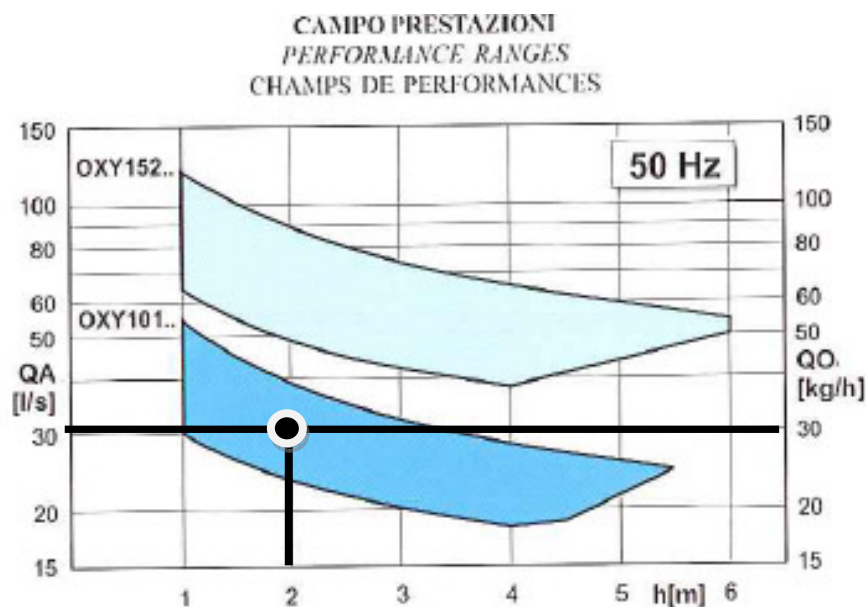 CAMPO PRESTAZIONI
PERFORMANCE RANGES
CHAMPS DE PERFORMANCES
150 150
OXY152.. 50 Hz
100 100
80 80
60 60
OXY101..
50 50
QA QO.
[l/s] [kg/h]
30 30
20 20
15 15
1 2 3 4 5 h[m] 6